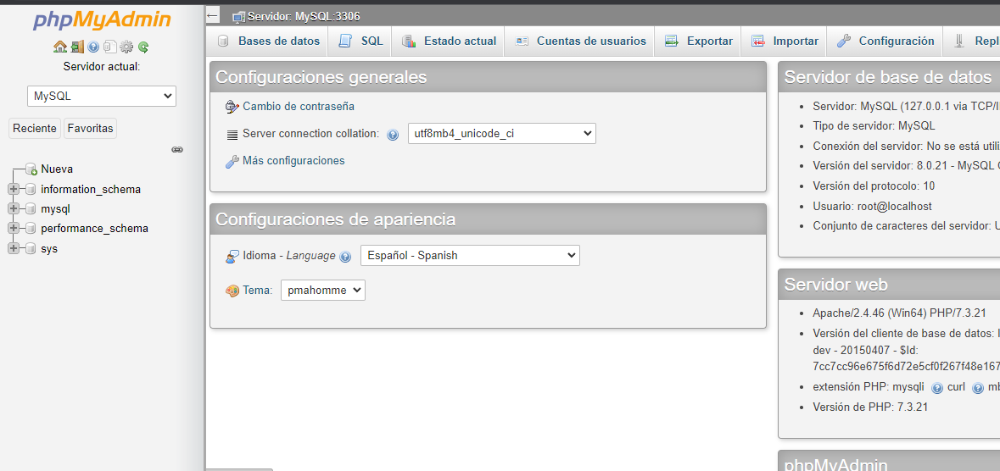 phpMyAdmin
Servidor actual:
MySQL
Reciente Favoritas
Nueva
information_schema
mysql
performance_schema
sys
Servidor: MySQL:3306
Bases de datos SQL Estado actual Cuentas de usuarios Exportar Importar Configuración Repl
Configuraciones generales
Cambio de contraseña
Server connection collation: utf8mb4_unicode_ci
Más configuraciones
Configuraciones de apariencia
Idioma - Language Español - Spanish
Tema: pmahomme
Servidor de base de datos
Servidor: MySQL (127.0.0.1 via TCP/I
Tipo de servidor: MySQL
Conexión del servidor: No se está utili
Versión del servidor: 8.0.21 - MySQL
Versión del protocolo: 10
Usuario: root@localhost
Conjunto de caracteres del servidor: U
Servidor web
Apache/2.4.46 (Win64) PHP/7.3.21
Versión del cliente de base de datos:
dev - 20150407 - $Id:
7cc7cc96e675f6d72e5cf0f267f48e167
extensión PHP: mysqli curl mb
Versión de PHP: 7.3.21
phpMyAdmin